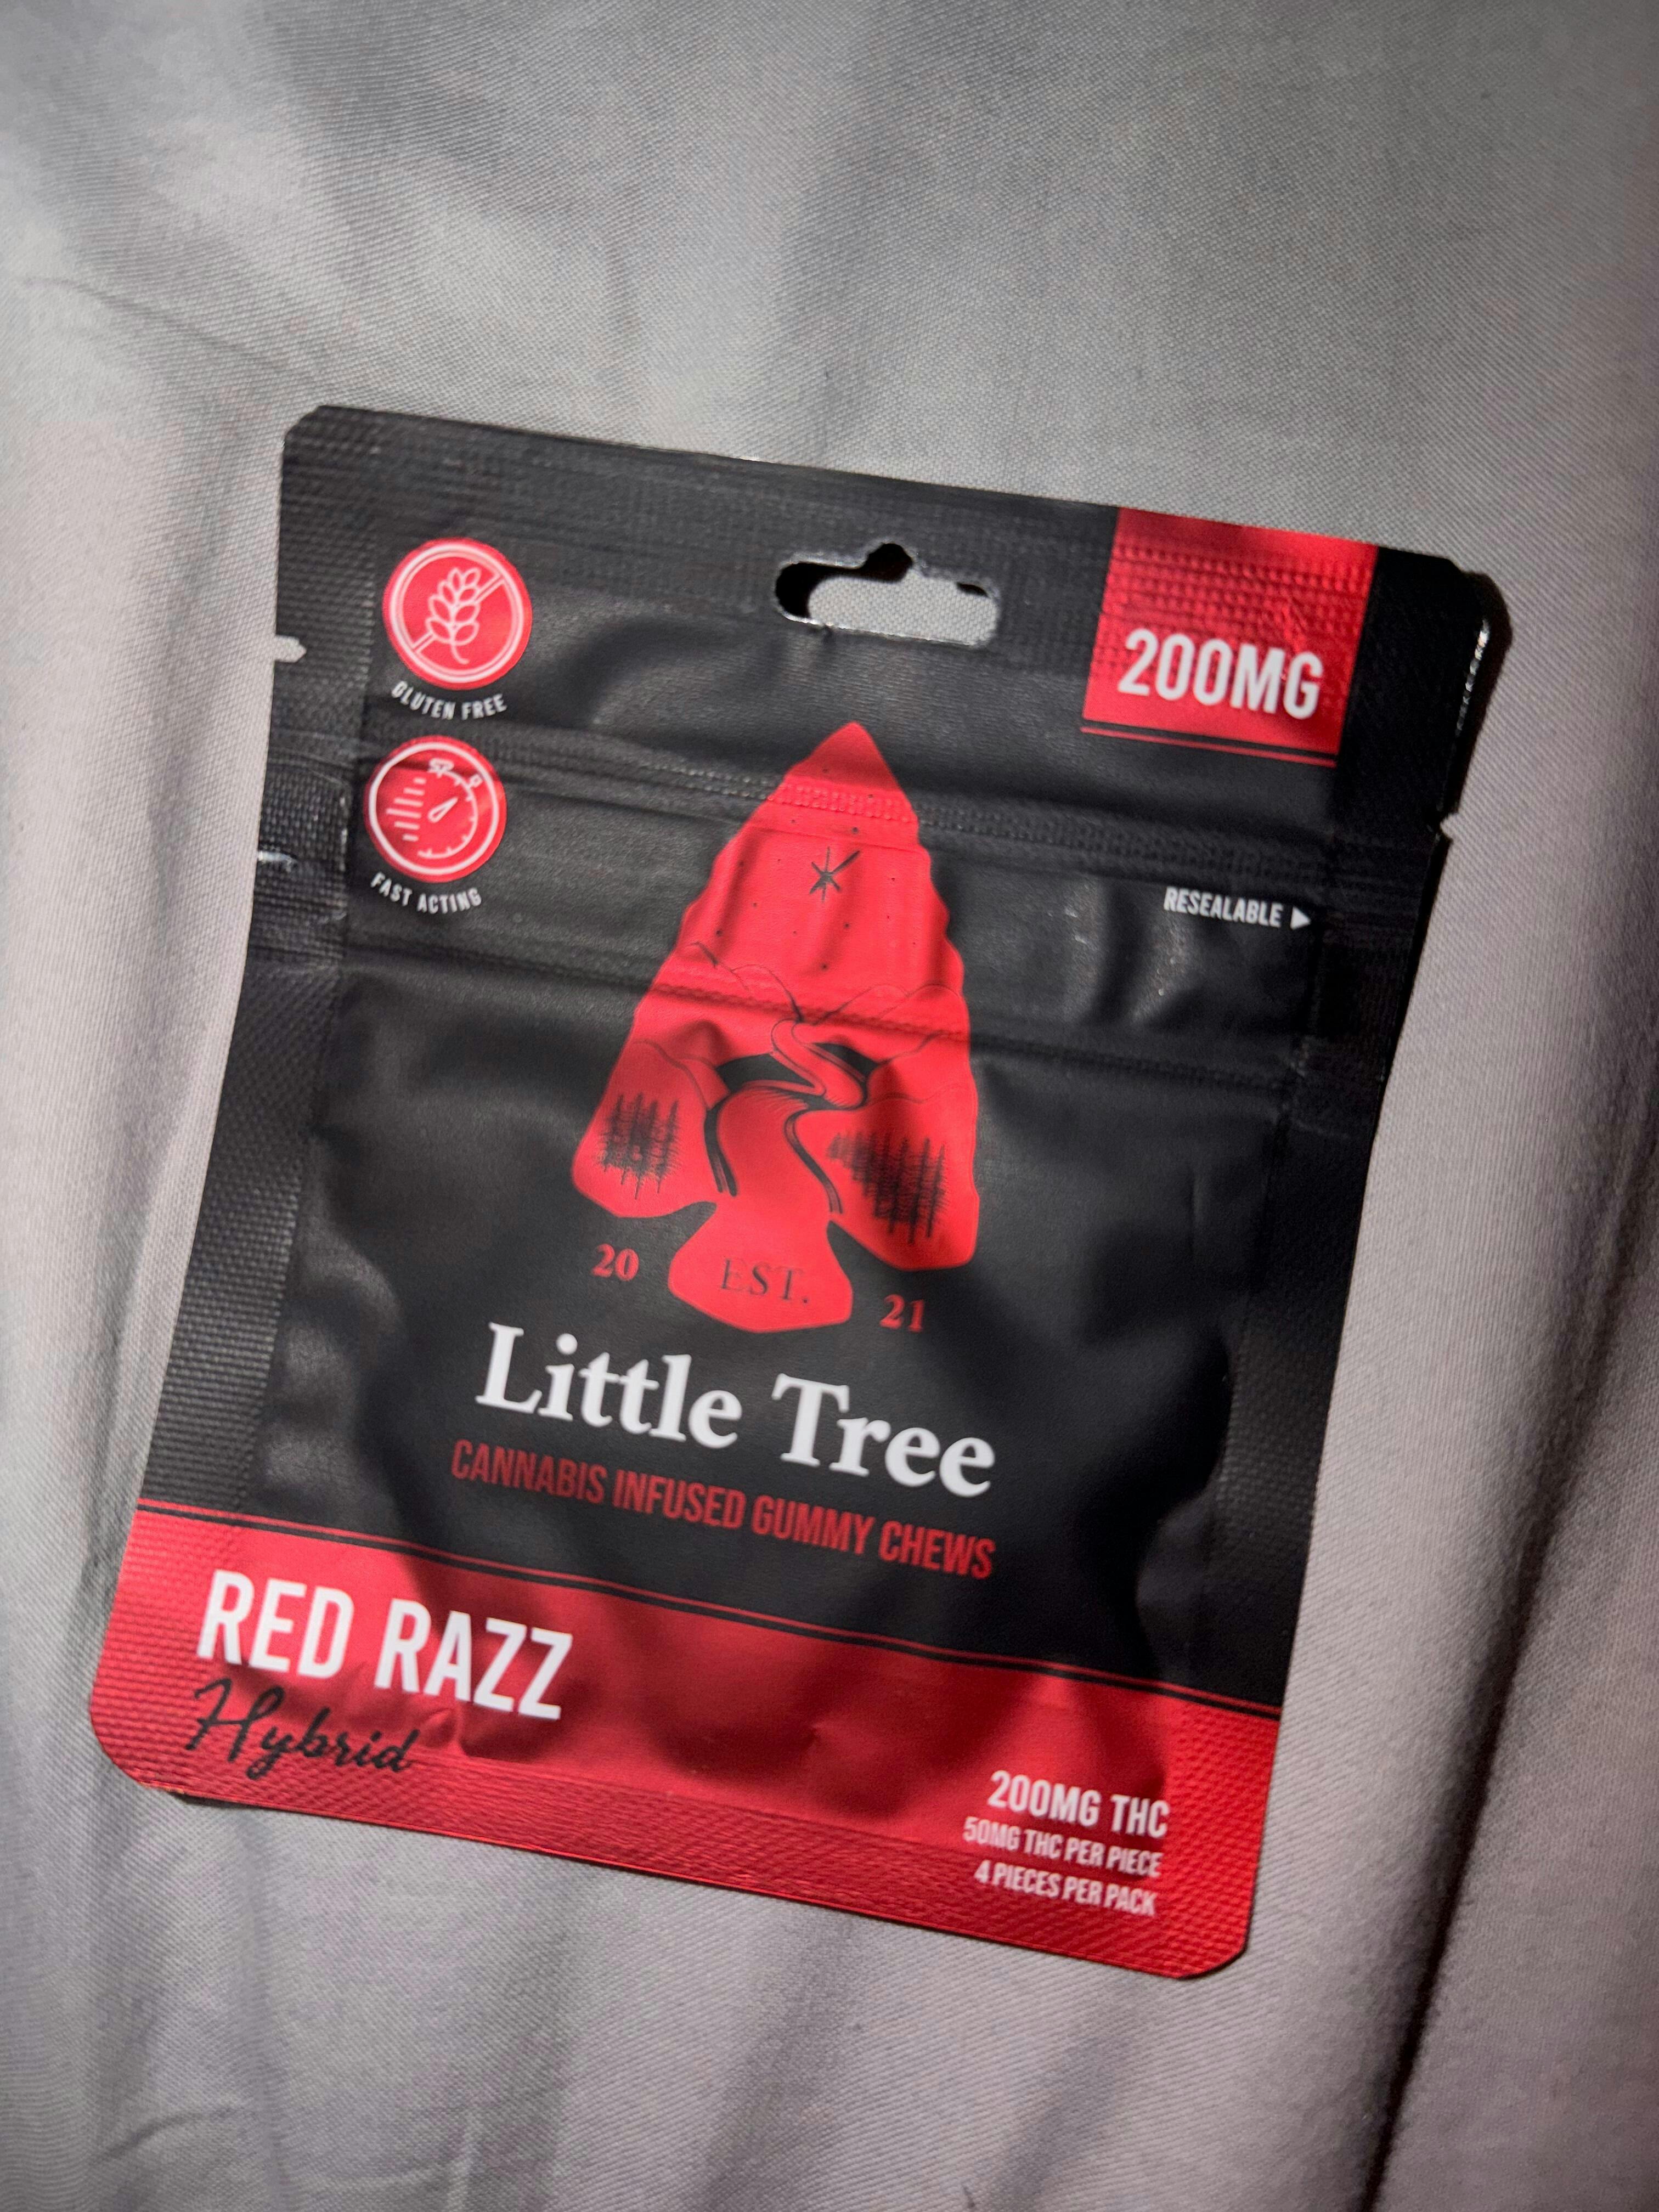 200MG
GLUTEN FREE
FAST ACTING
RESEALABLE
20
EST.
21
Little Tree
CANNABIS INFUSED GUMMY CHEWS
RED RAZZ
Hybrid
200MG THC
50MG THC PER PIECE
4 PIECES PER PACK